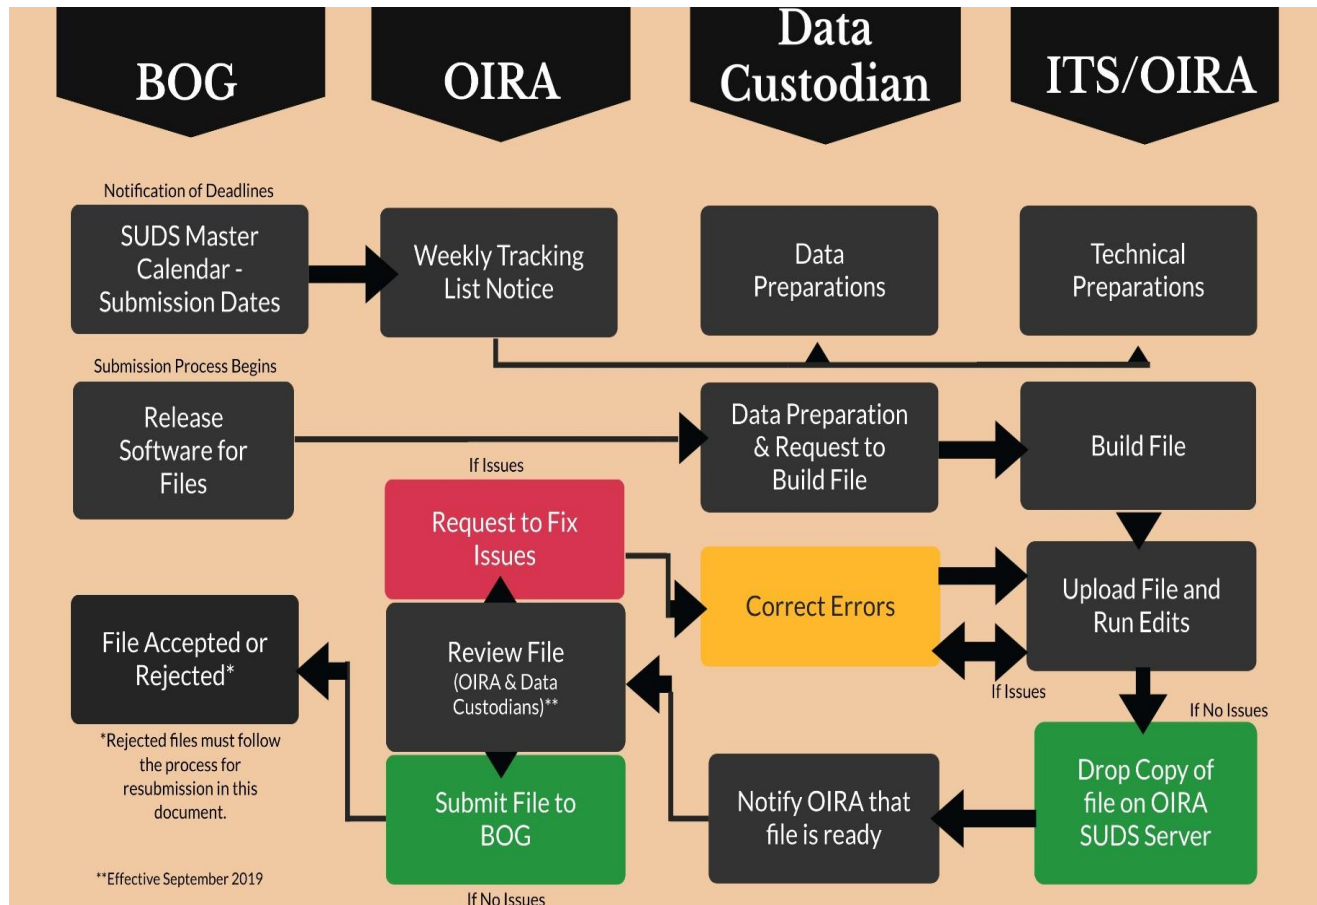 BOG
OIRA
Data
Custodian
ITS/OIRA
Notification of Deadlines
SUDS Master
Calendar -
Submission Dates
Weekly Tracking
List Notice
Data
Preparations
Technical
Preparations
Submission Process Begins
Release
Software for
Files
Data Preparation
& Request to
Build File
Build File
If Issues
Request to Fix
Issues
Correct Errors
Upload File and
Run Edits
File Accepted or
Rejected*
Review File
(OIRA & Data
Custodians)**
If Issues
If No Issues
*Rejected files must follow
the process for
resubmission in this
document.
Submit File to
BOG
Notify OIRA that
file is ready
Drop Copy of
file on OIRA
SUDS Server
**Effective September 2019
If No Issues